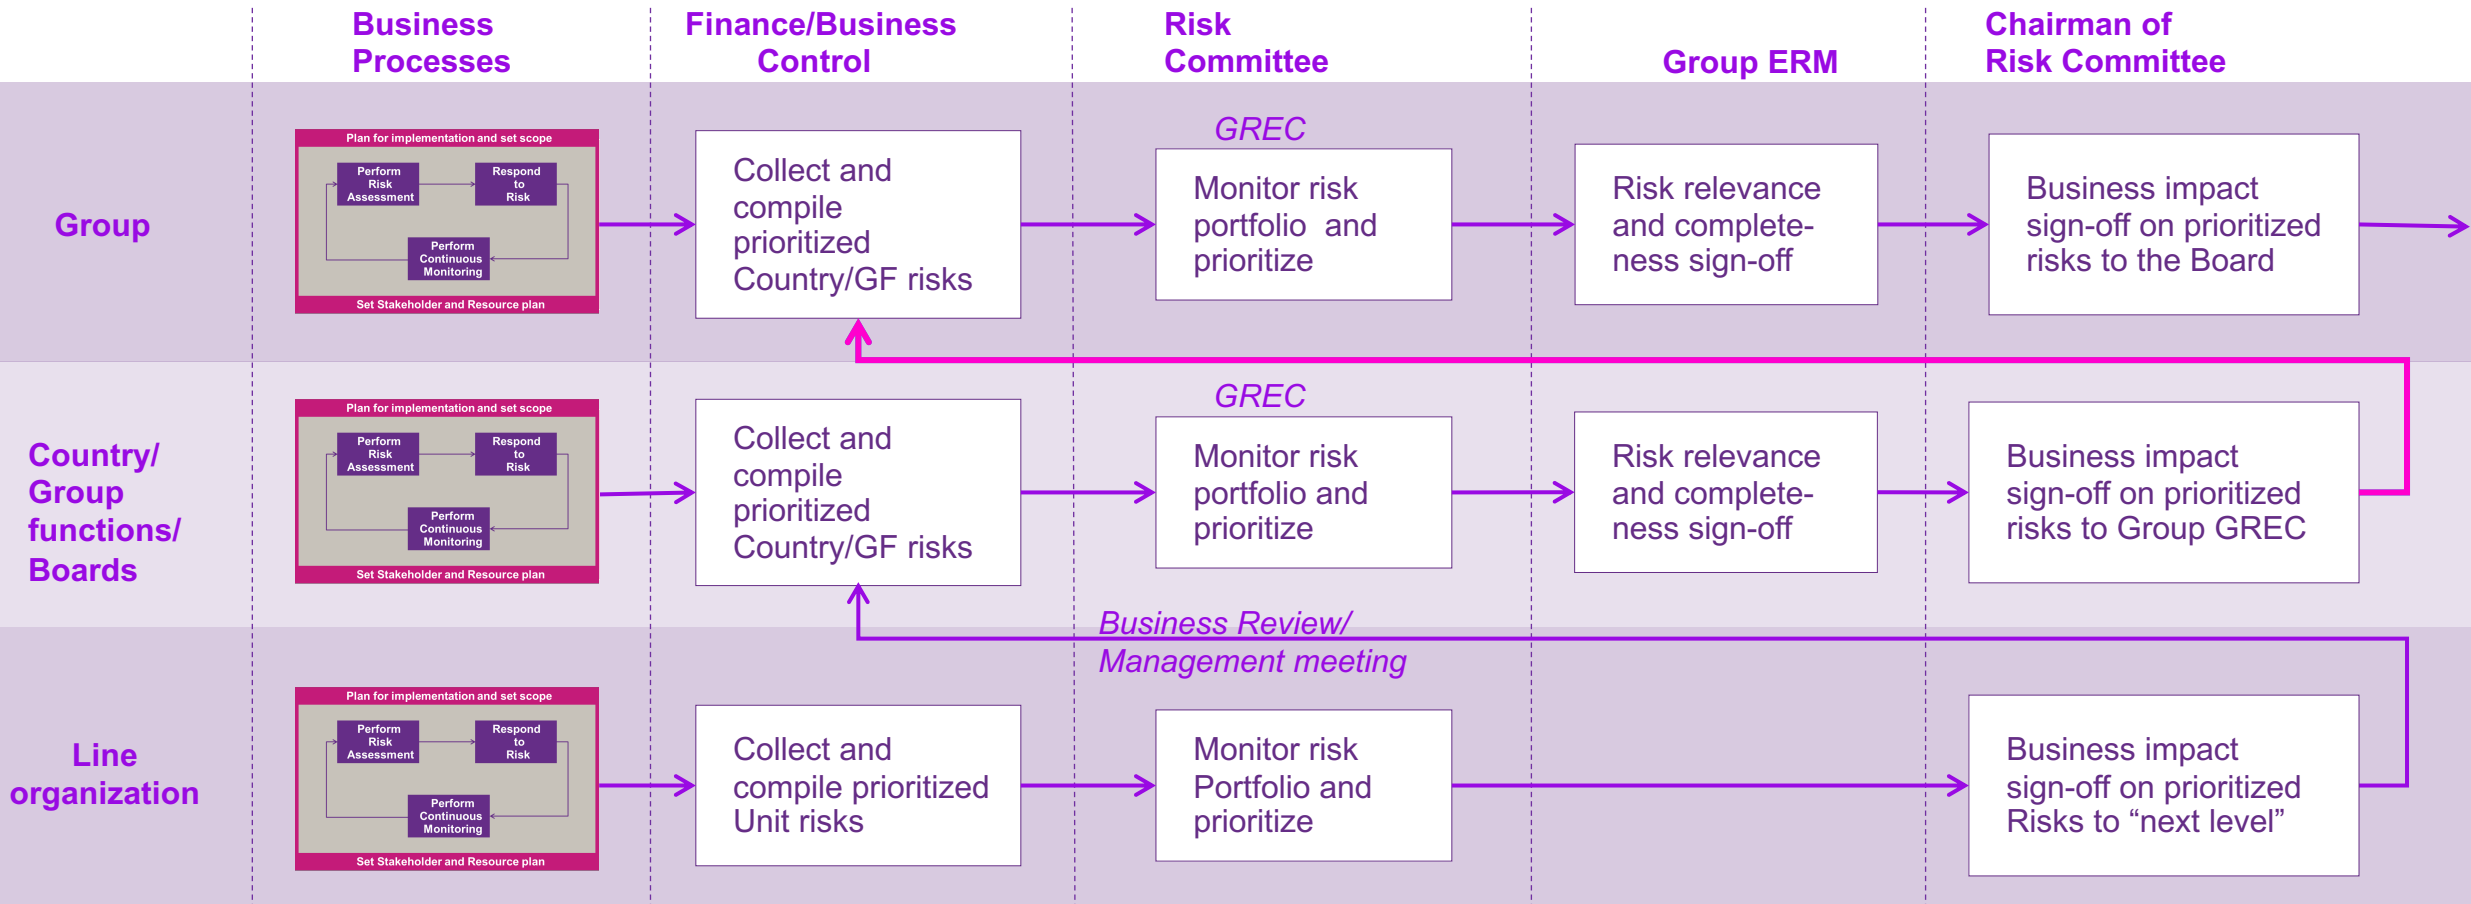 Business
Processes
Finance/Business
Control
Risk
Committee
Group ERM
Chairman of
Risk Committee
Group
Plan for implementation and set scope
Perform
Risk
Assessment
Respond
to
Risk
Perform
Continuous
Monitoring
Set Stakeholder and Resource plan
Collect and
compile
prioritized
Country/GF risks
GREC
Monitor risk
portfolio and
prioritize
Risk relevance
and complete-
ness sign-off
Business impact
sign-off on prioritized
risks to the Board
Country/
Group
functions/
Boards
Plan for implementation and set scope
Perform
Risk
Assessment
Respond
to
Risk
Perform
Continuous
Monitoring
Set Stakeholder and Resource plan
Collect and
compile
prioritized
Country/GF risks
GREC
Monitor risk
portfolio and
prioritize
Risk relevance
and complete-
ness sign-off
Business impact
sign-off on prioritized
risks to Group GREC
Line
organization
Plan for implementation and set scope
Perform
Risk
Assessment
Respond
to
Risk
Perform
Continuous
Monitoring
Set Stakeholder and Resource plan
Collect and
compile prioritized
Unit risks
Business Review/
Management meeting
Monitor risk
Portfolio and
prioritize
Business impact
sign-off on prioritized
Risks to “next level”